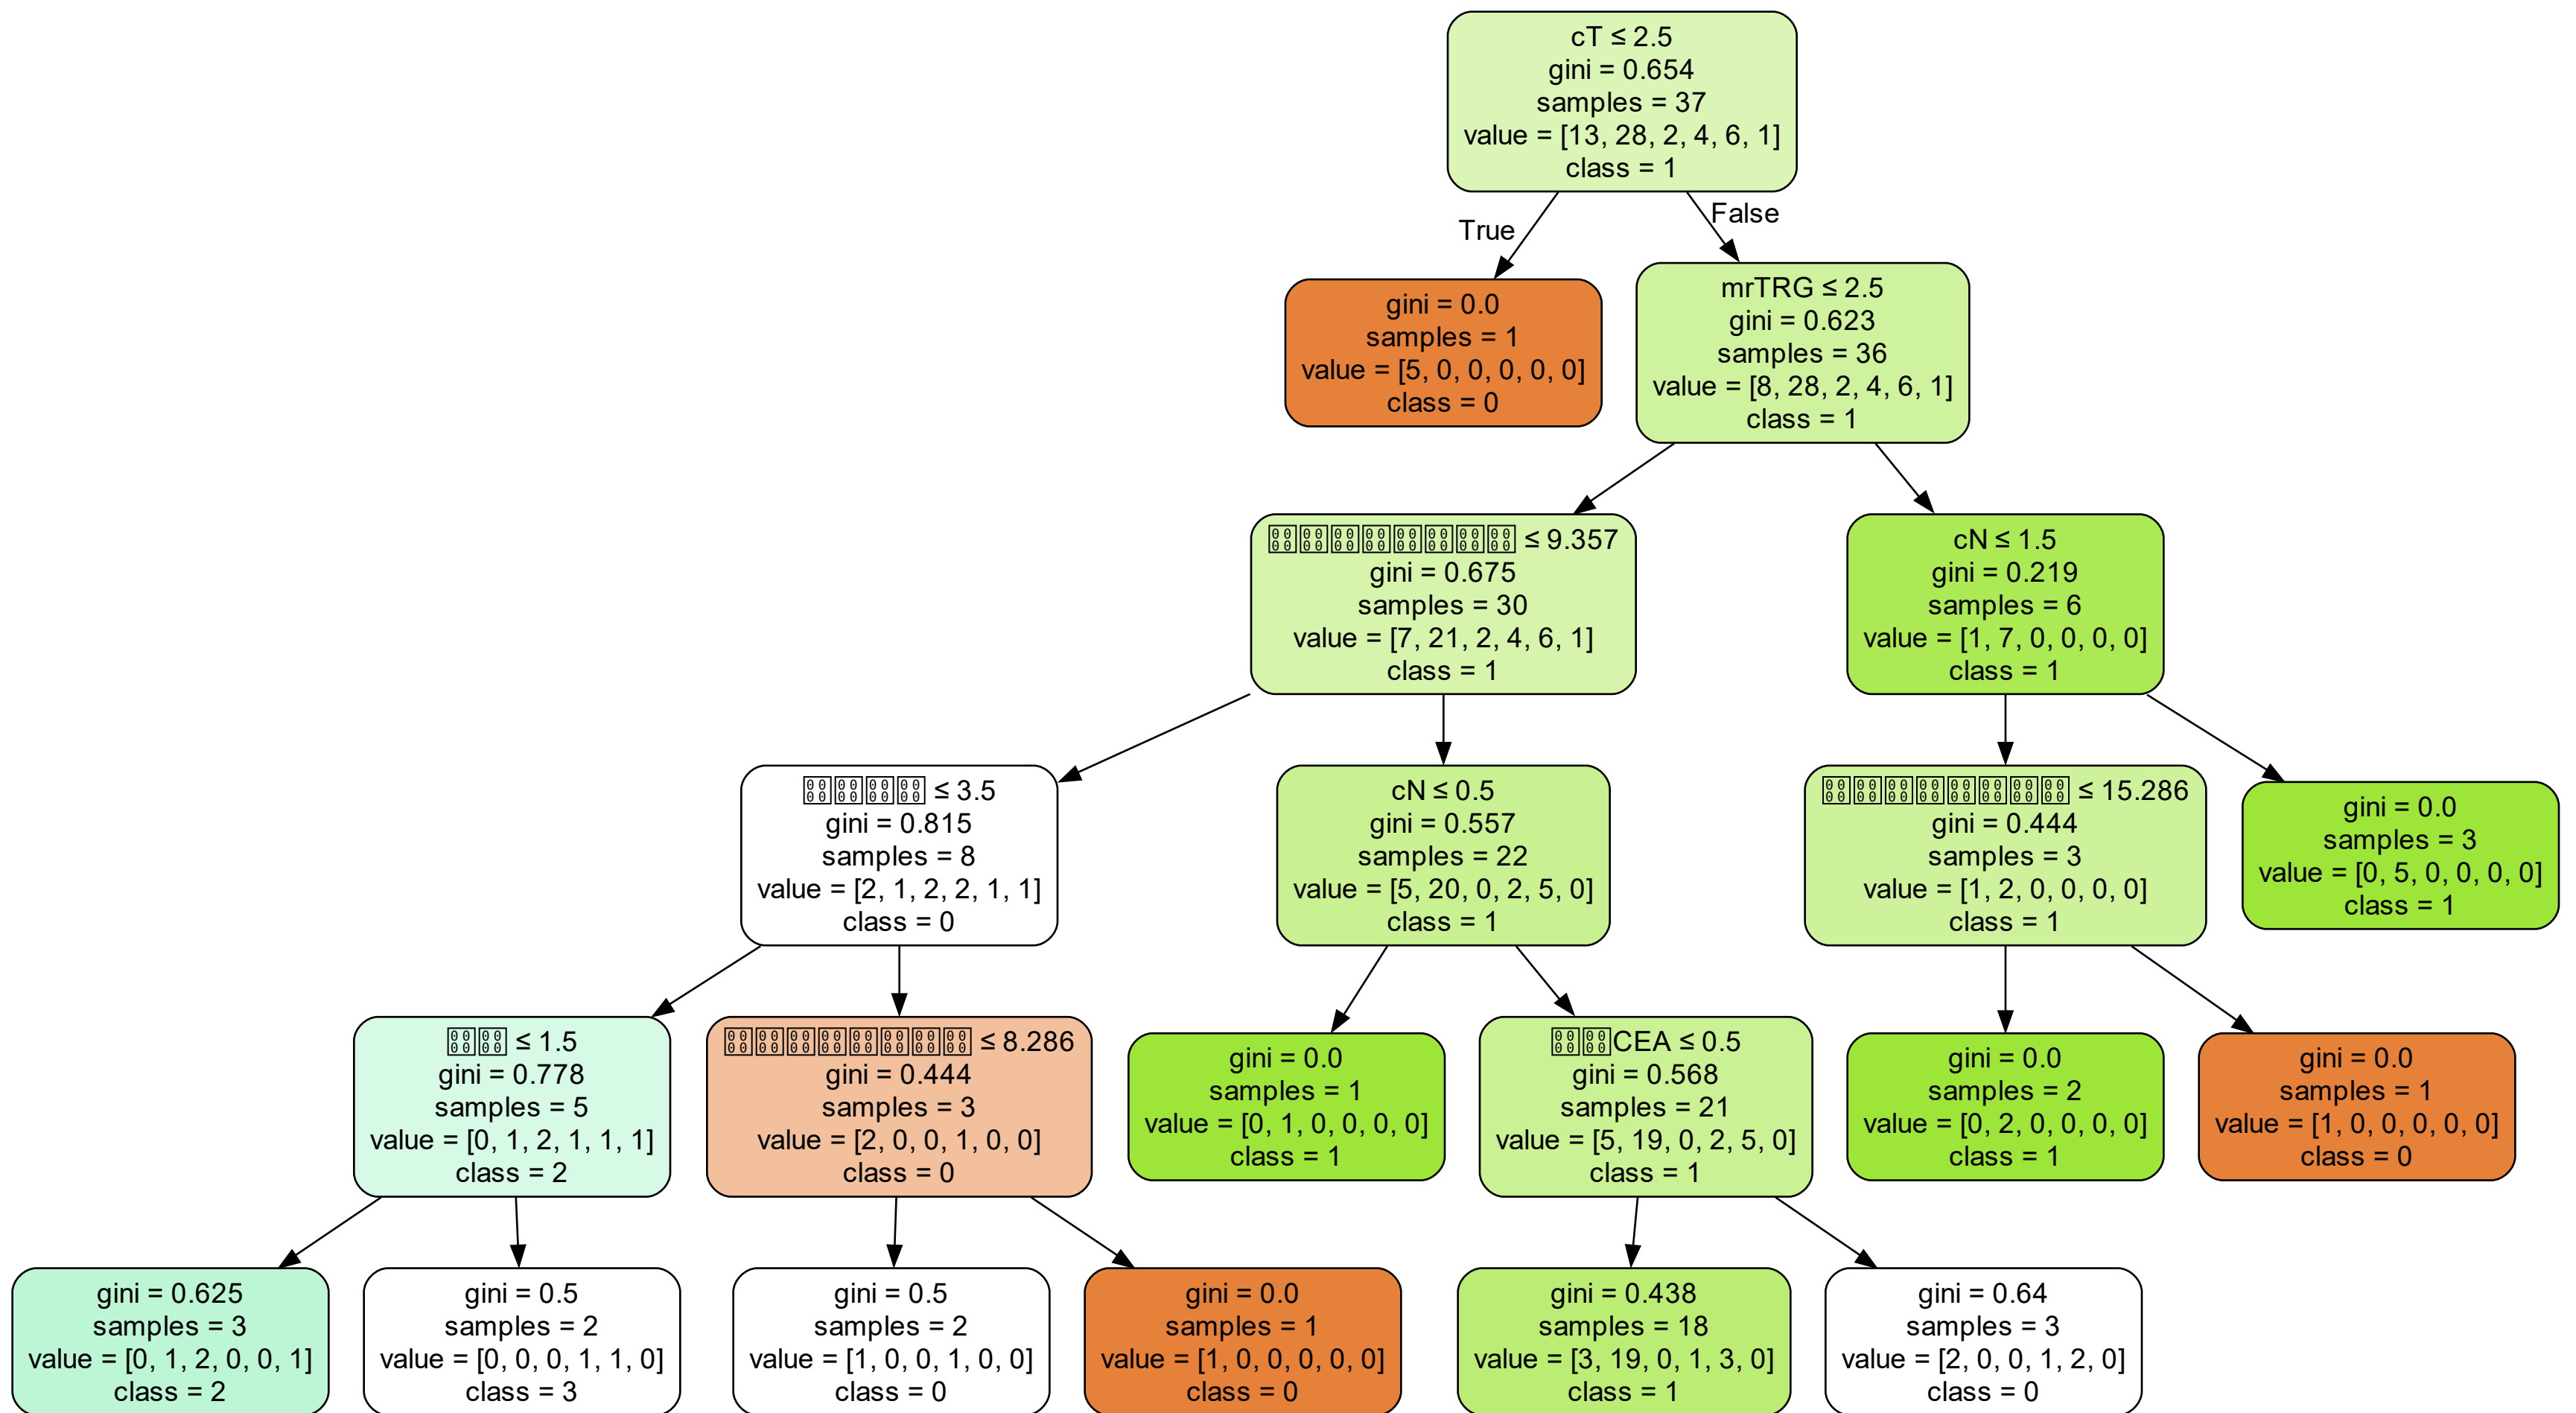 cT ≤ 2.5
gini = 0.654
samples = 37
value = [13, 28, 2, 4, 6, 1]
class = 1
True
False
gini = 0.0
samples = 1
value = [5, 0, 0, 0, 0, 0]
class = 0
mrTRG ≤ 2.5
gini = 0.623
samples = 36
value = [8, 28, 2, 4, 6, 1]
class = 1
≤ 9.357
gini = 0.675
samples = 30
value = [7, 21, 2, 4, 6, 1]
class = 1
cN ≤ 1.5
gini = 0.219
samples = 6
value = [1, 7, 0, 0, 0, 0]
class = 1
≤ 3.5
gini = 0.815
samples = 8
value = [2, 1, 2, 2, 1, 1]
class = 0
cN ≤ 0.5
gini = 0.557
samples = 22
value = [5, 20, 0, 2, 5, 0]
class = 1
≤ 15.286
gini = 0.444
samples = 3
value = [1, 2, 0, 0, 0, 0]
class = 1
gini = 0.0
samples = 3
value = [0, 5, 0, 0, 0, 0]
class = 1
≤ 1.5
gini = 0.778
samples = 5
value = [0, 1, 2, 1, 1, 1]
class = 2
≤ 8.286
gini = 0.444
samples = 3
value = [2, 0, 0, 1, 0, 0]
class = 0
gini = 0.0
samples = 1
value = [0, 1, 0, 0, 0, 0]
class = 1
CEA ≤ 0.5
gini = 0.568
samples = 21
value = [5, 19, 0, 2, 5, 0]
class = 1
gini = 0.0
samples = 2
value = [0, 2, 0, 0, 0, 0]
class = 1
gini = 0.0
samples = 1
value = [1, 0, 0, 0, 0, 0]
class = 0
gini = 0.625
samples = 3
value = [0, 1, 2, 0, 0, 1]
class = 2
gini = 0.5
samples = 2
value = [0, 0, 0, 1, 1, 0]
class = 3
gini = 0.5
samples = 2
value = [1, 0, 0, 1, 0, 0]
class = 0
gini = 0.0
samples = 1
value = [1, 0, 0, 0, 0, 0]
class = 0
gini = 0.438
samples = 18
value = [3, 19, 0, 1, 3, 0]
class = 1
gini = 0.64
samples = 3
value = [2, 0, 0, 1, 2, 0]
class = 0